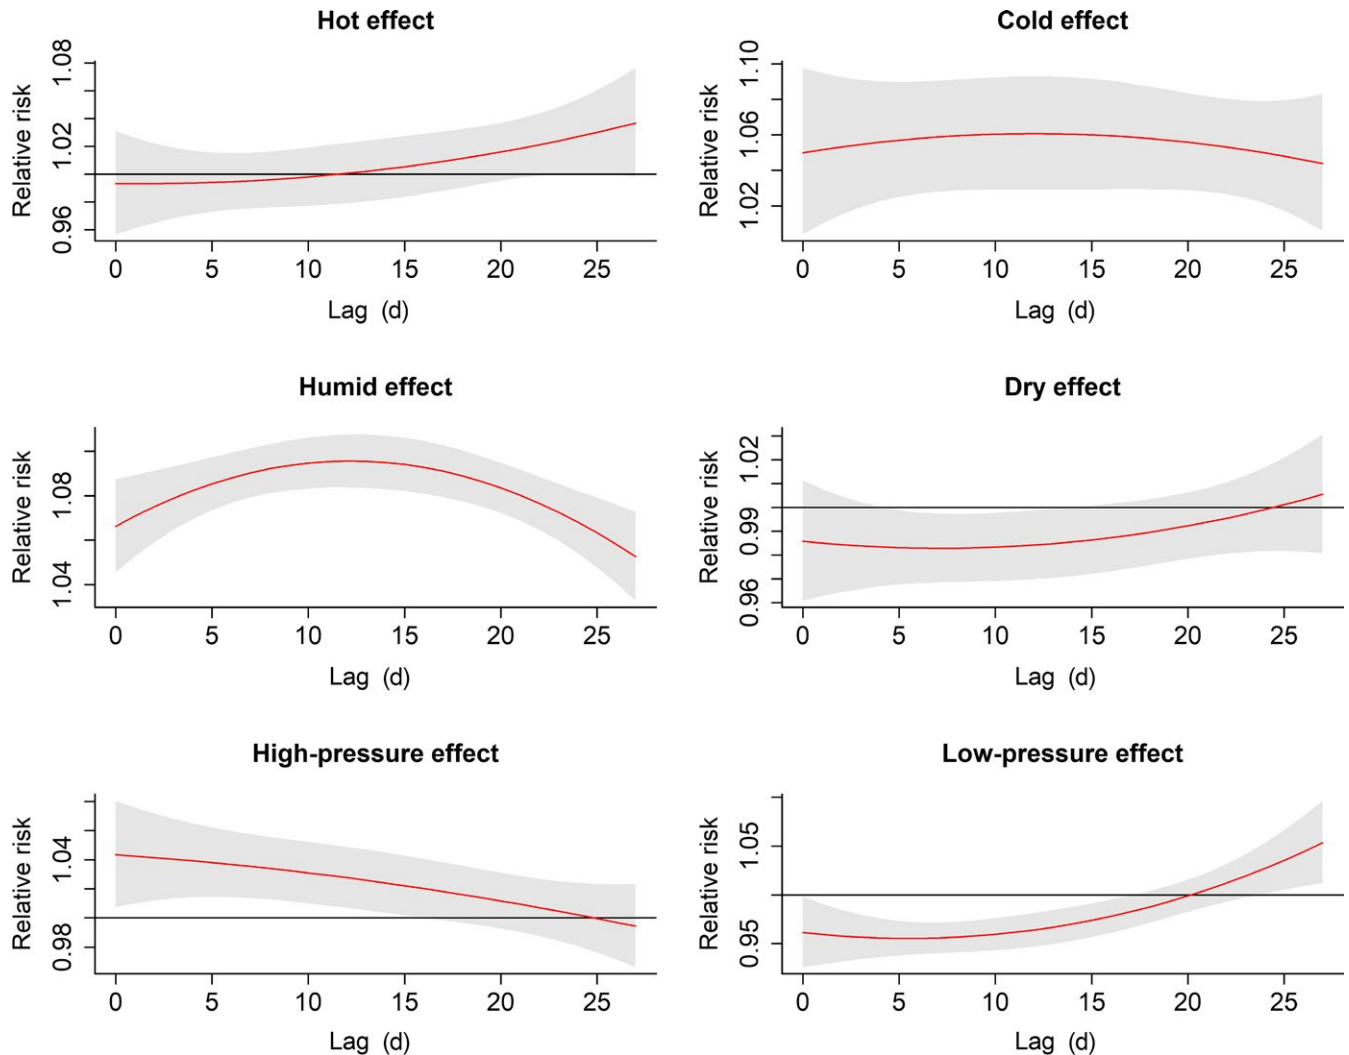 Hot effect
Relative risk
0.96 1.02 1.08
0 5 10 15 20 25
Lag (d)
Cold effect
Relative risk
1.02 1.06 1.10
0 5 10 15 20 25
Lag (d)
Humid effect
Relative risk
1.04 1.08
0 5 10 15 20 25
Lag (d)
Dry effect
Relative risk
0.96 0.99 1.02
0 5 10 15 20 25
Lag (d)
High-pressure effect
Relative risk
0.98 1.04
0 5 10 15 20 25
Lag (d)
Low-pressure effect
Relative risk
0.95 1.05
0 5 10 15 20 25
Lag (d)